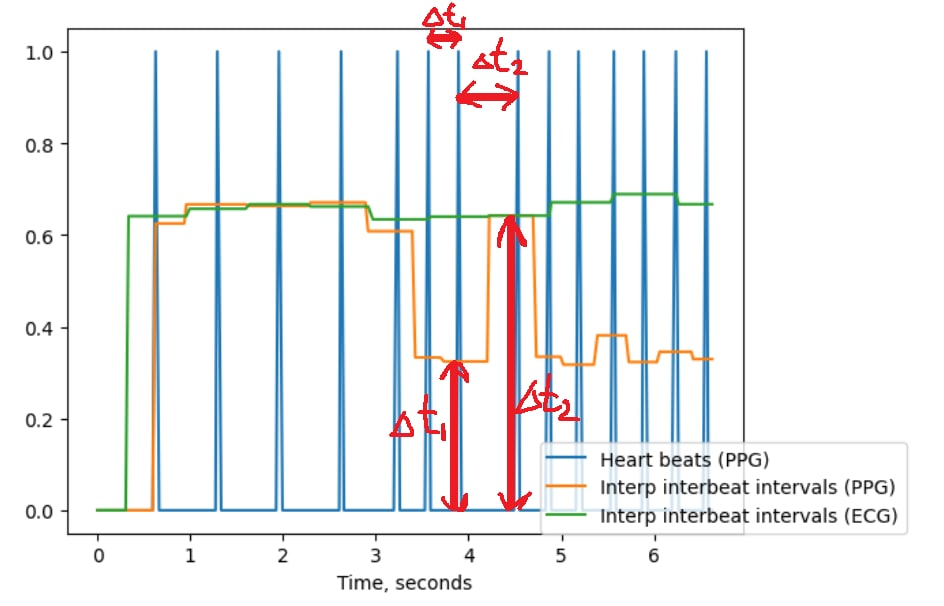 Δt₁
Δt₂
1.0
0.8
0.6
0.4
0.2
0.0
Δt₁
Δt₂
Heart beats (PPG)
Interp interbeat intervals (PPG)
Interp interbeat intervals (ECG)
0 1 2 3 4 5 6
Time, seconds